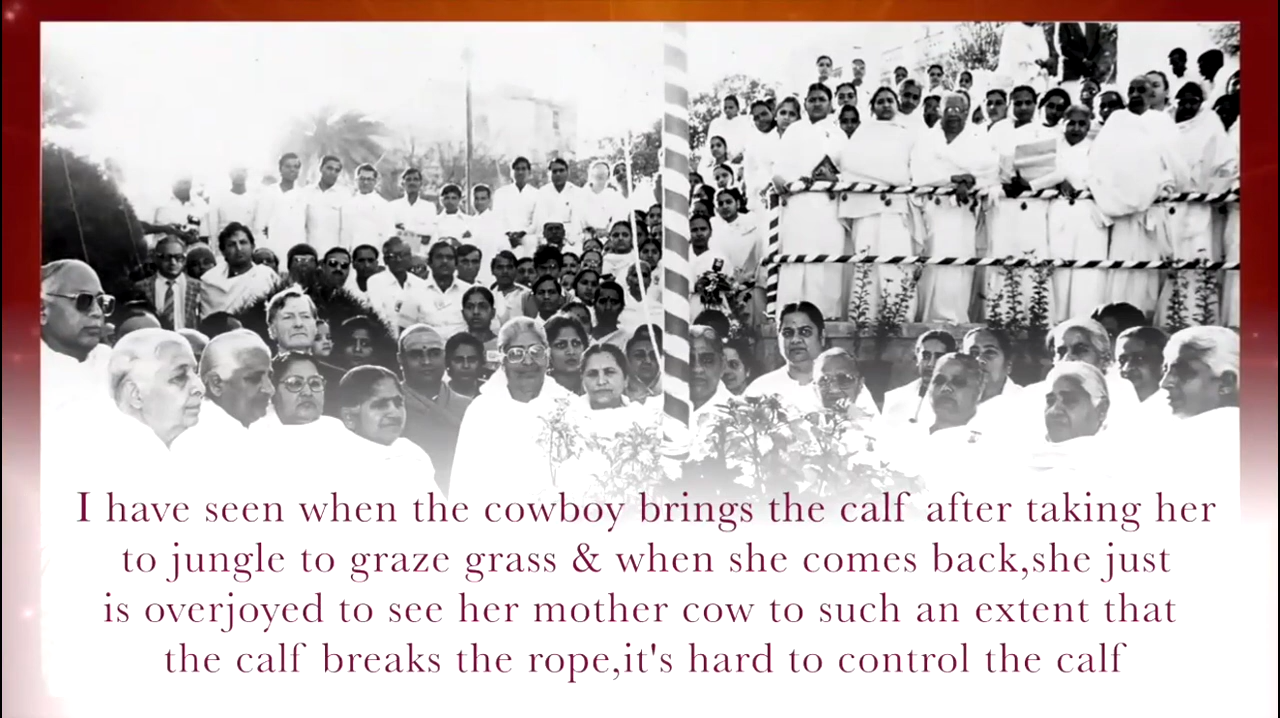 I have seen when the cowboy brings the calf after taking her
to jungle to graze grass & when she comes back,she just
is overjoyed to see her mother cow to such an extent that
the calf breaks the rope,it's hard to control the calf